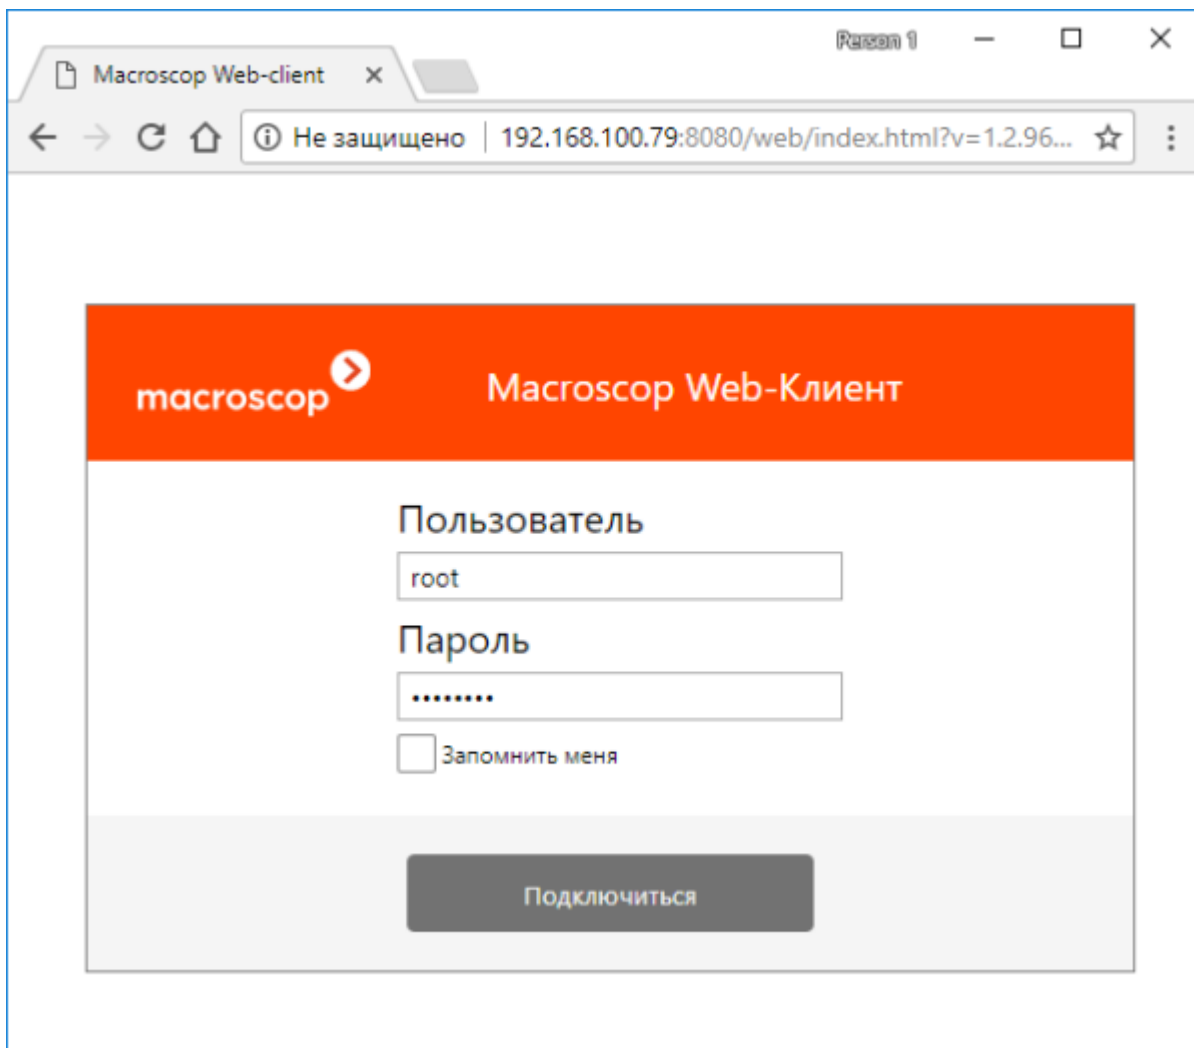 Person 1
Macroscop Web-client
Не защищено 192.168.100.79:8080/web/index.html?v=1.2.96...
macroscop Macroscop Web-Клиент
Пользователь
root
Пароль
••••••••
Запомнить меня
Подключиться